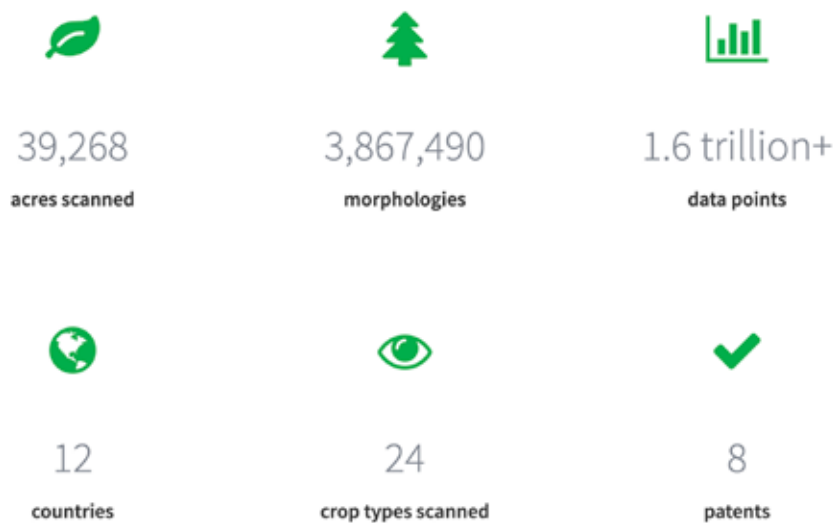 39,268
3,867,490
1.6 trillion+
acres scanned
morphologies
data points
12
24
8
countries
crop types scanned
patents